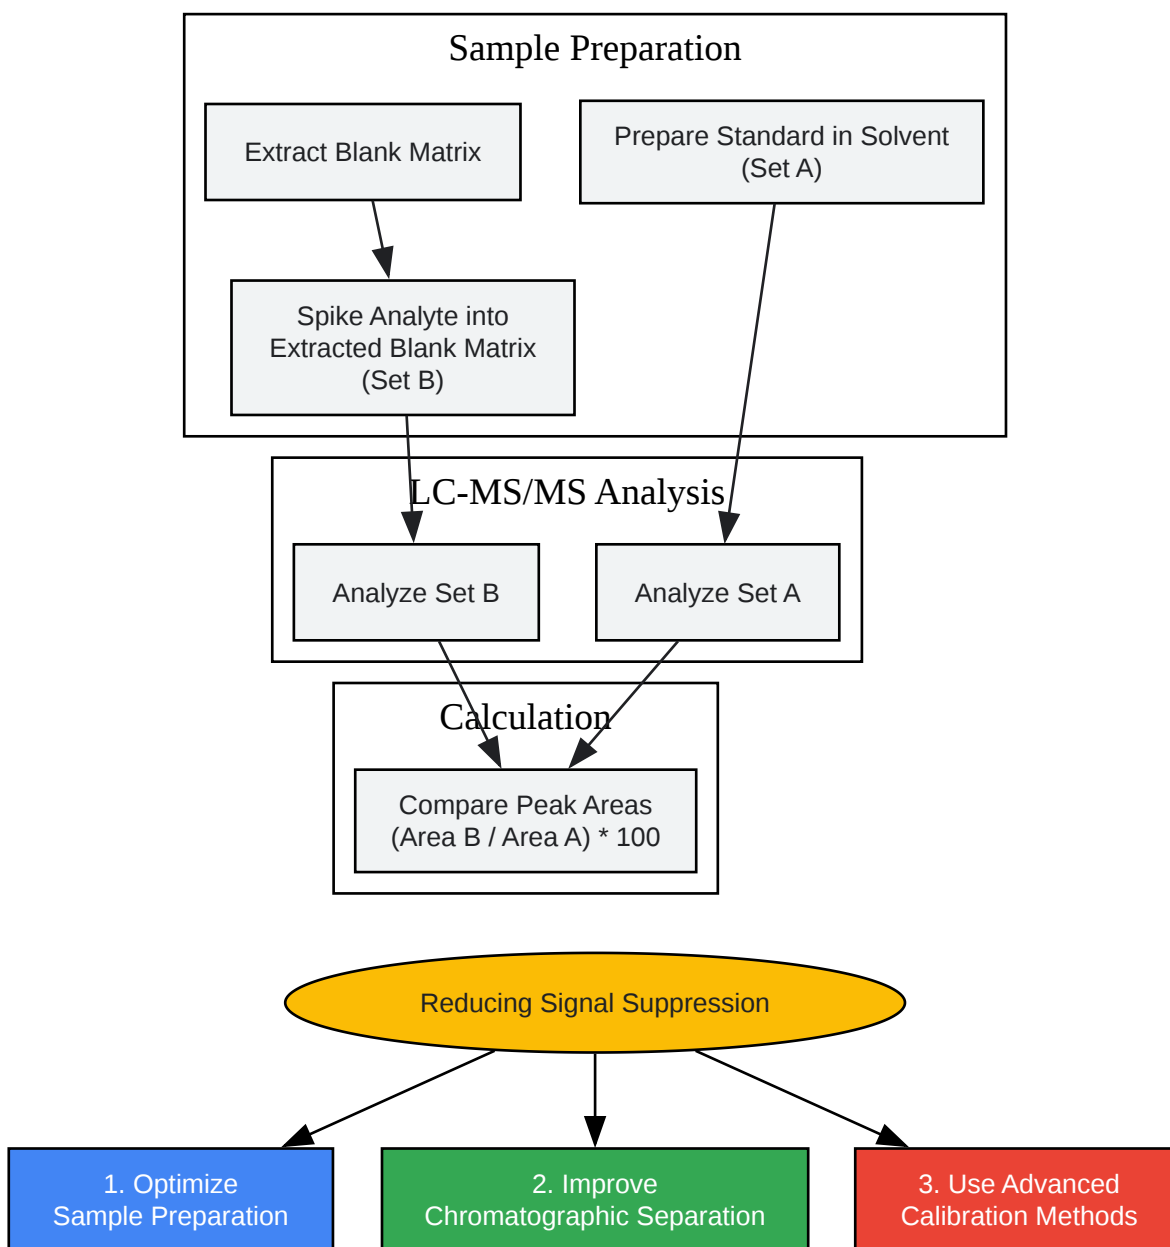 Sample Preparation
Extract Blank Matrix
Prepare Standard in Solvent
(Set A)
Spike Analyte into
Extracted Blank Matrix
(Set B)
LC-MS/MS Analysis
Analyze Set B
Analyze Set A
Calculation
Compare Peak Areas
(Area B / Area A) * 100
Reducing Signal Suppression
1. Optimize
Sample Preparation
2. Improve
Chromatographic Separation
3. Use Advanced
Calibration Methods